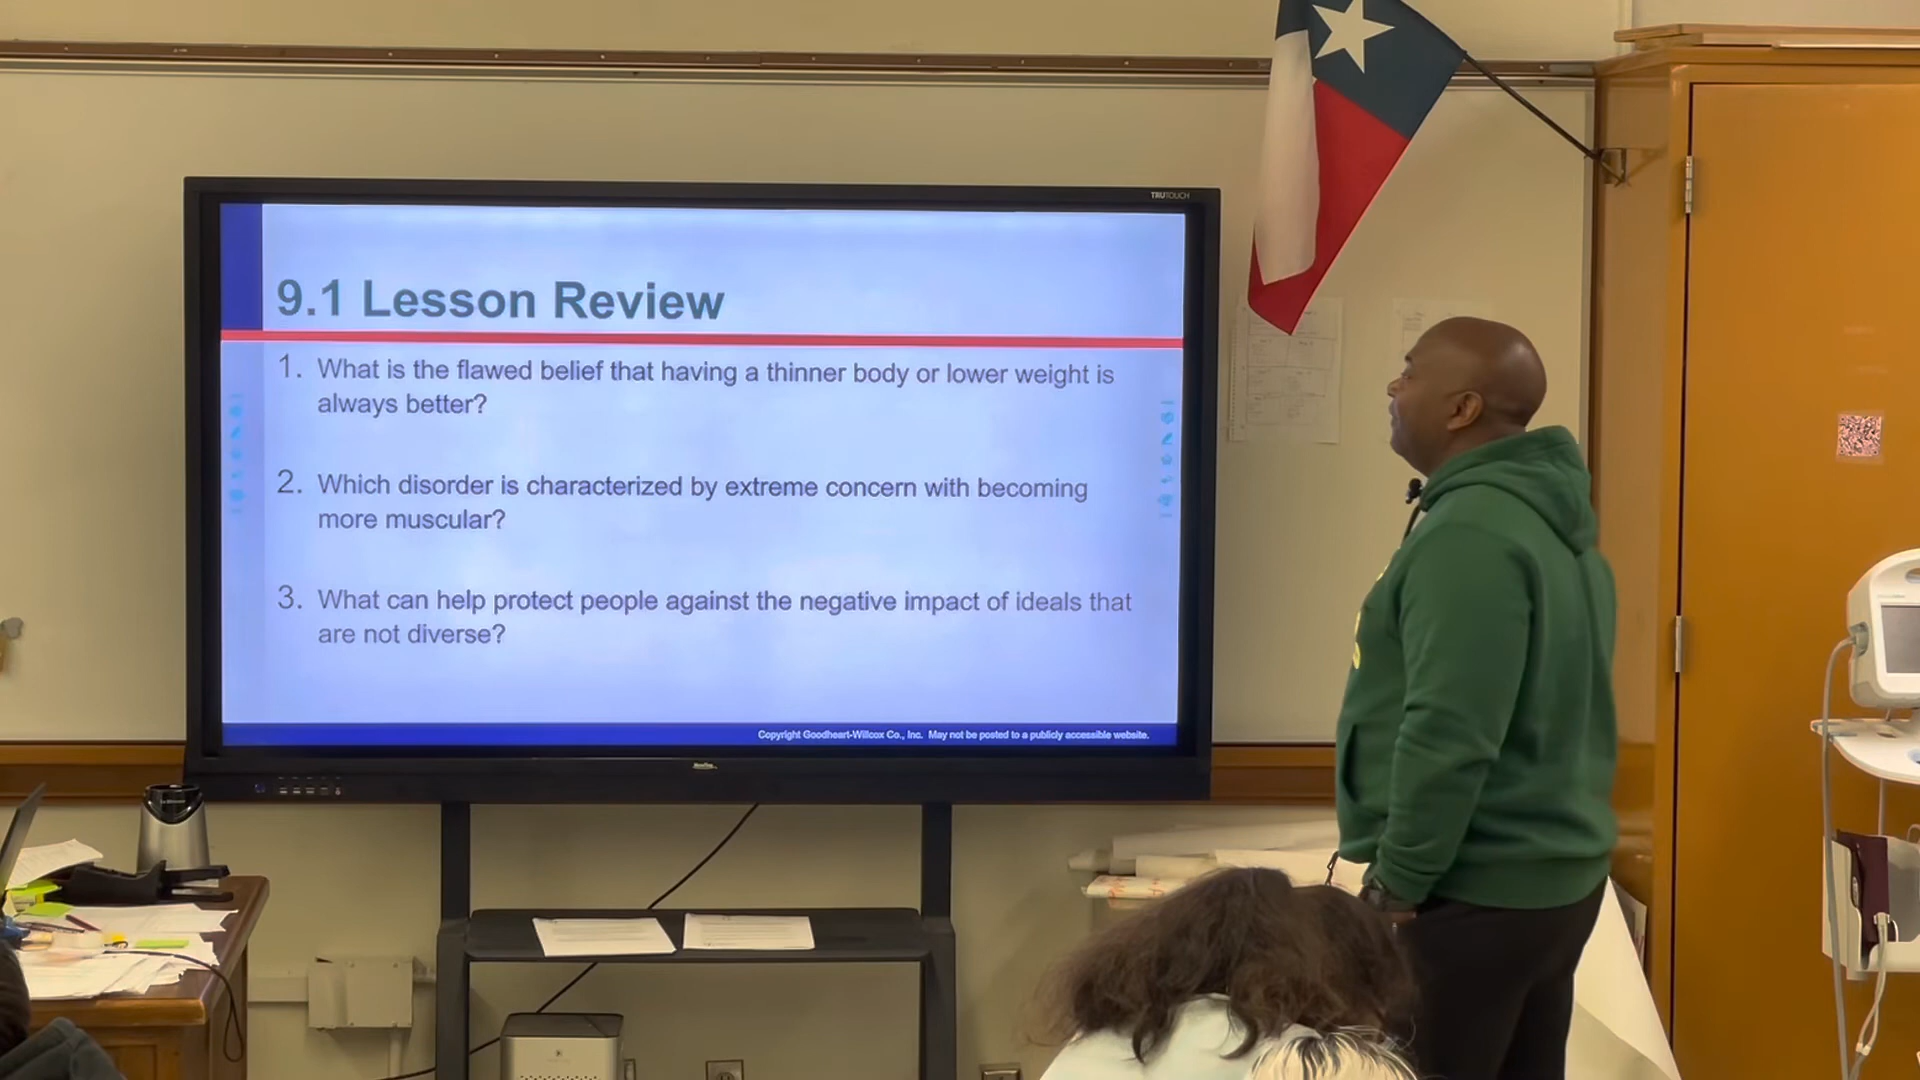 TRUTOUCH
9.1 Lesson Review
1. What is the flawed belief that having a thinner body or lower weight is
always better?
2. Which disorder is characterized by extreme concern with becoming
more muscular?
3. What can help protect people against the negative impact of ideals that
are not diverse?
Copyright Goodheart-Willcox Co., Inc. May not be posted to a publicly accessible website.